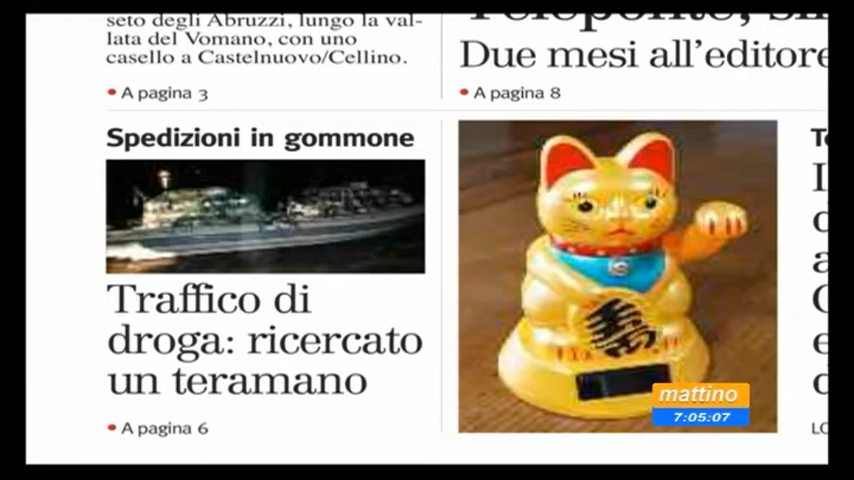 seto degli Abruzzi, lungo la val-
lata del Vomano, con uno
casello a Castelnuovo/Cellino.
• A pagina 3
Due mesi all'editore
• A pagina 8
Spedizioni in gommone
Traffico di
droga: ricercato
un teramano
• A pagina 6
mattino
7:05:07